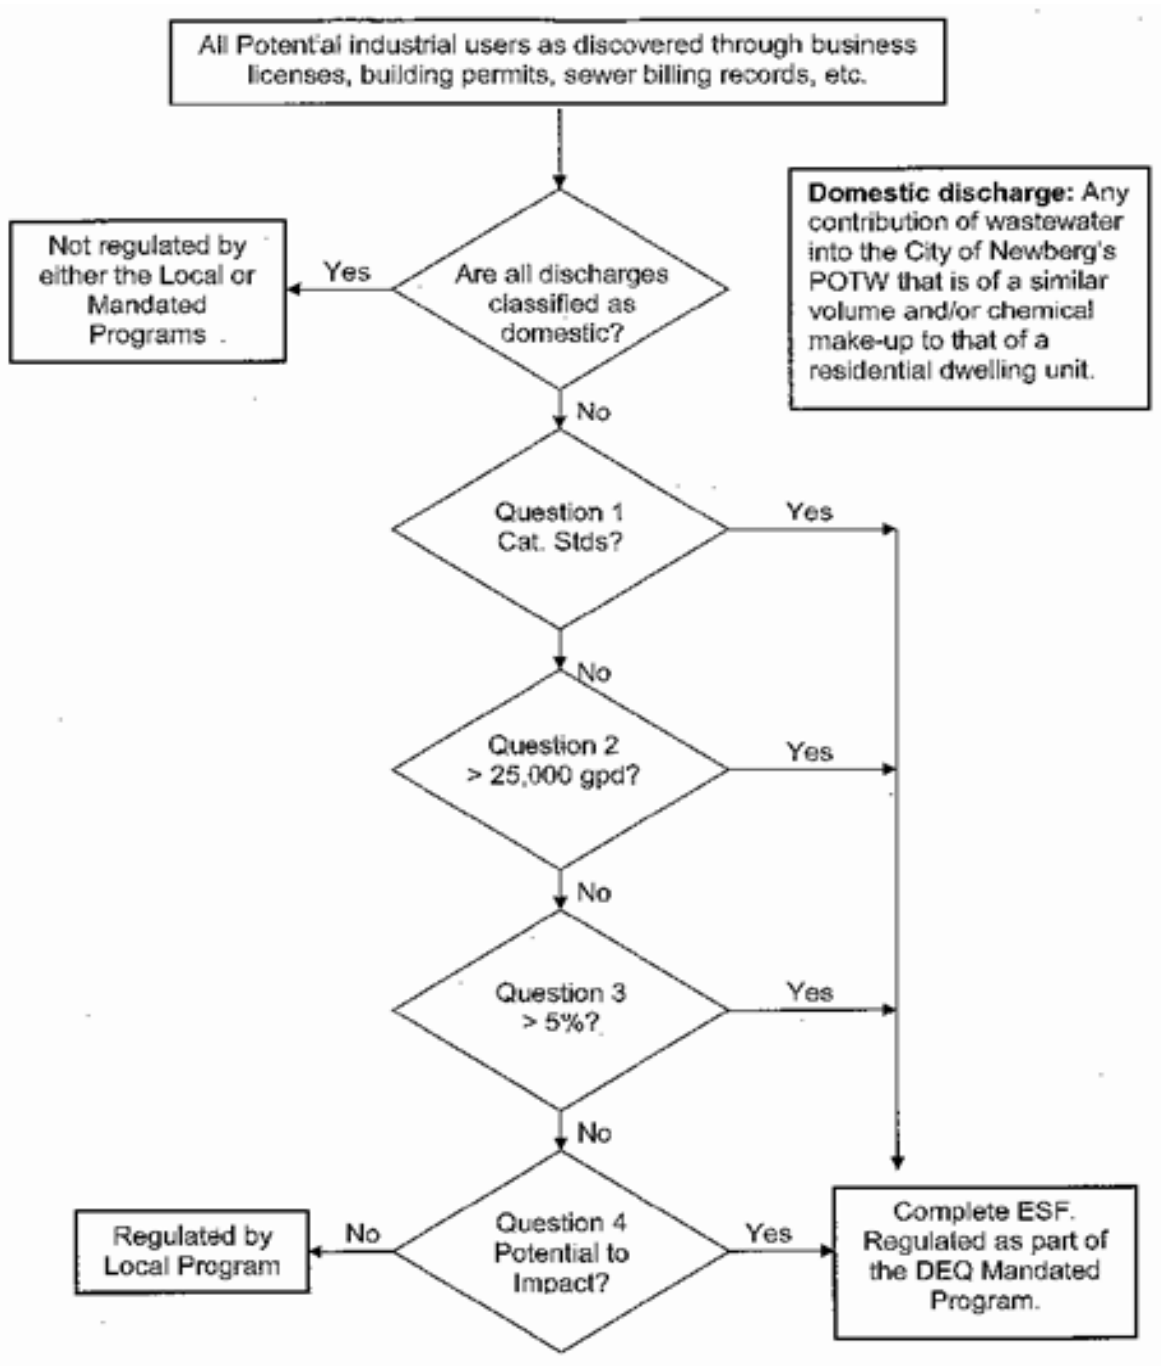 All Potential industrial users as discovered through business
licenses, building permits, sewer billing records, etc.
Domestic discharge: Any
contribution of wastewater
into the City of Newberg's
POTW that is of a similar
volume and/or chemical
make-up to that of a
residential dwelling unit.
Not regulated by
either the Local or
Mandated
Programs
Yes
Are all discharges
classified as
domestic?
No
Question 1
Cat. Stds?
Yes
No
Question 2
> 25,000 gpd?
Yes
No
Question 3
> 5%?
Yes
No
Regulated by
Local Program
No
Question 4
Potential to
Impact?
Yes
Complete ESF.
Regulated as part of
the DEQ Mandated
Program.